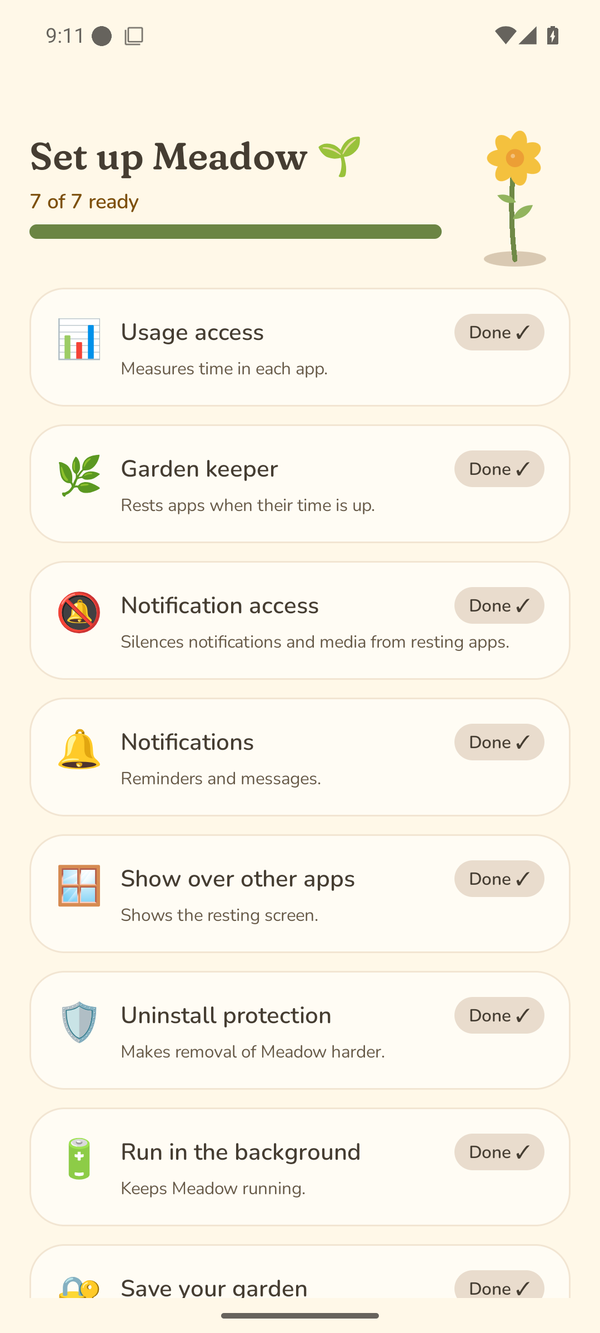 9:11
Set up Meadow 🌱
7 of 7 ready
Usage access
Done ✓
Measures time in each app.
Garden keeper
Done ✓
Rests apps when their time is up.
Notification access
Done ✓
Silences notifications and media from resting apps.
Notifications
Done ✓
Reminders and messages.
Show over other apps
Done ✓
Shows the resting screen.
Uninstall protection
Done ✓
Makes removal of Meadow harder.
Run in the background
Done ✓
Keeps Meadow running.
Save your garden
Done ✓